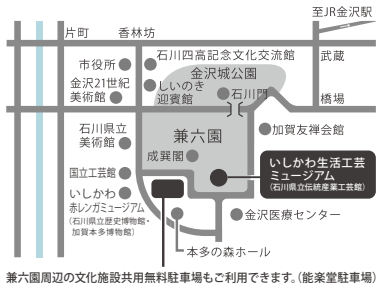 至JR金沢駅
片町
香林坊
武蔵
市役所
石川四高記念文化交流館
金沢城公園
金沢21世紀
美術館
しいのき
迎賓館
石川門
橋場
石川県立
美術館
兼六園
加賀友禅会館
成巽閣
国立工芸館
いしかわ生活工芸
ミュージアム
(石川県立伝統産業工芸館)
いしかわ
赤レンガミュージアム
(石川県立歴史博物館・
加賀本多博物館)
金沢医療センター
本多の森ホール
兼六園周辺の文化施設共用無料駐車場もご利用できます。(能楽堂駐車場)